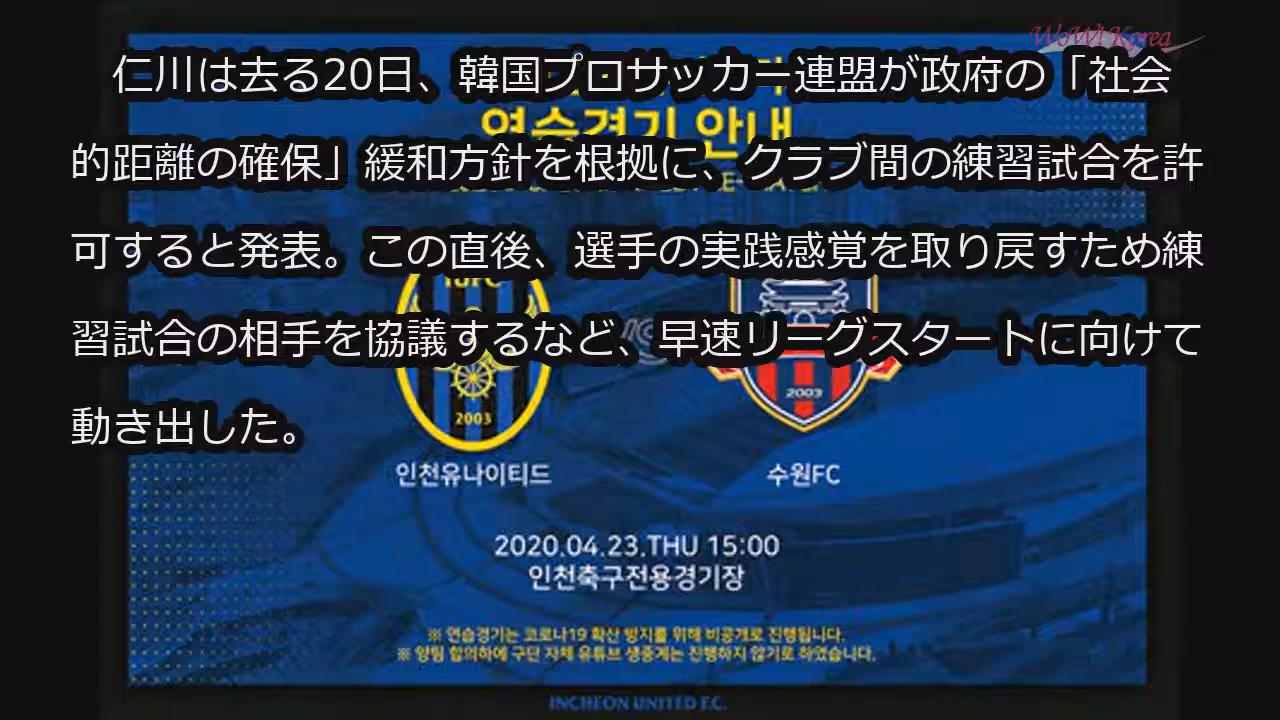 WoW! Korea
仁川は去る20日、韓国プロサッカー連盟が政府の「社会
연습경기 안내
的距離の確保」緩和方針を根拠に、クラブ間の練習試合を許
可すると発表。この直後、選手の実践感覚を取り戻すため練
IUFC
習試合の相手を協議するなど、早速リーグスタートに向けて
2003
2003
動き出した。
인천유나이티드
수원FC
2020.04.23.THU 15:00
인천축구전용경기장
※ 연습경기는 코로나19 확산 방지를 위해 비공개로 진행됩니다.
※ 양팀 합의하에 구단 자체 유튜브 생중계는 진행하지 않기로 하였습니다.
INCHEON UNITED F.C.